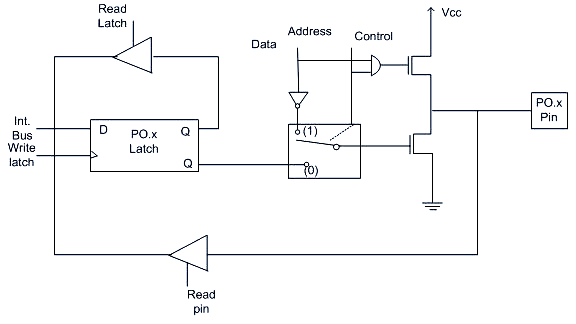 Read
Latch
Data
Address
Control
Vcc
Int.
Bus
Write
latch
D
PO.x
Latch
Q
Q
(1)
(0)
PO.x
Pin
Read
pin